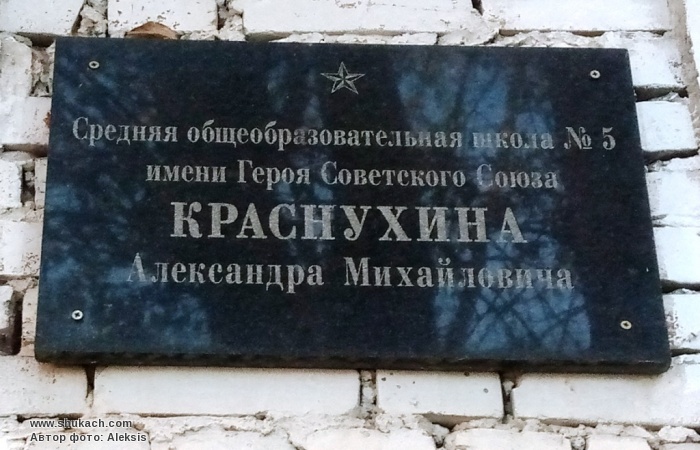 Средняя общеобразовательная школа № 5
имени Героя Советского Союза
КРАСНУХИНА
Александра Михайловича
www.shukach.com
Автор фото: Aleksis